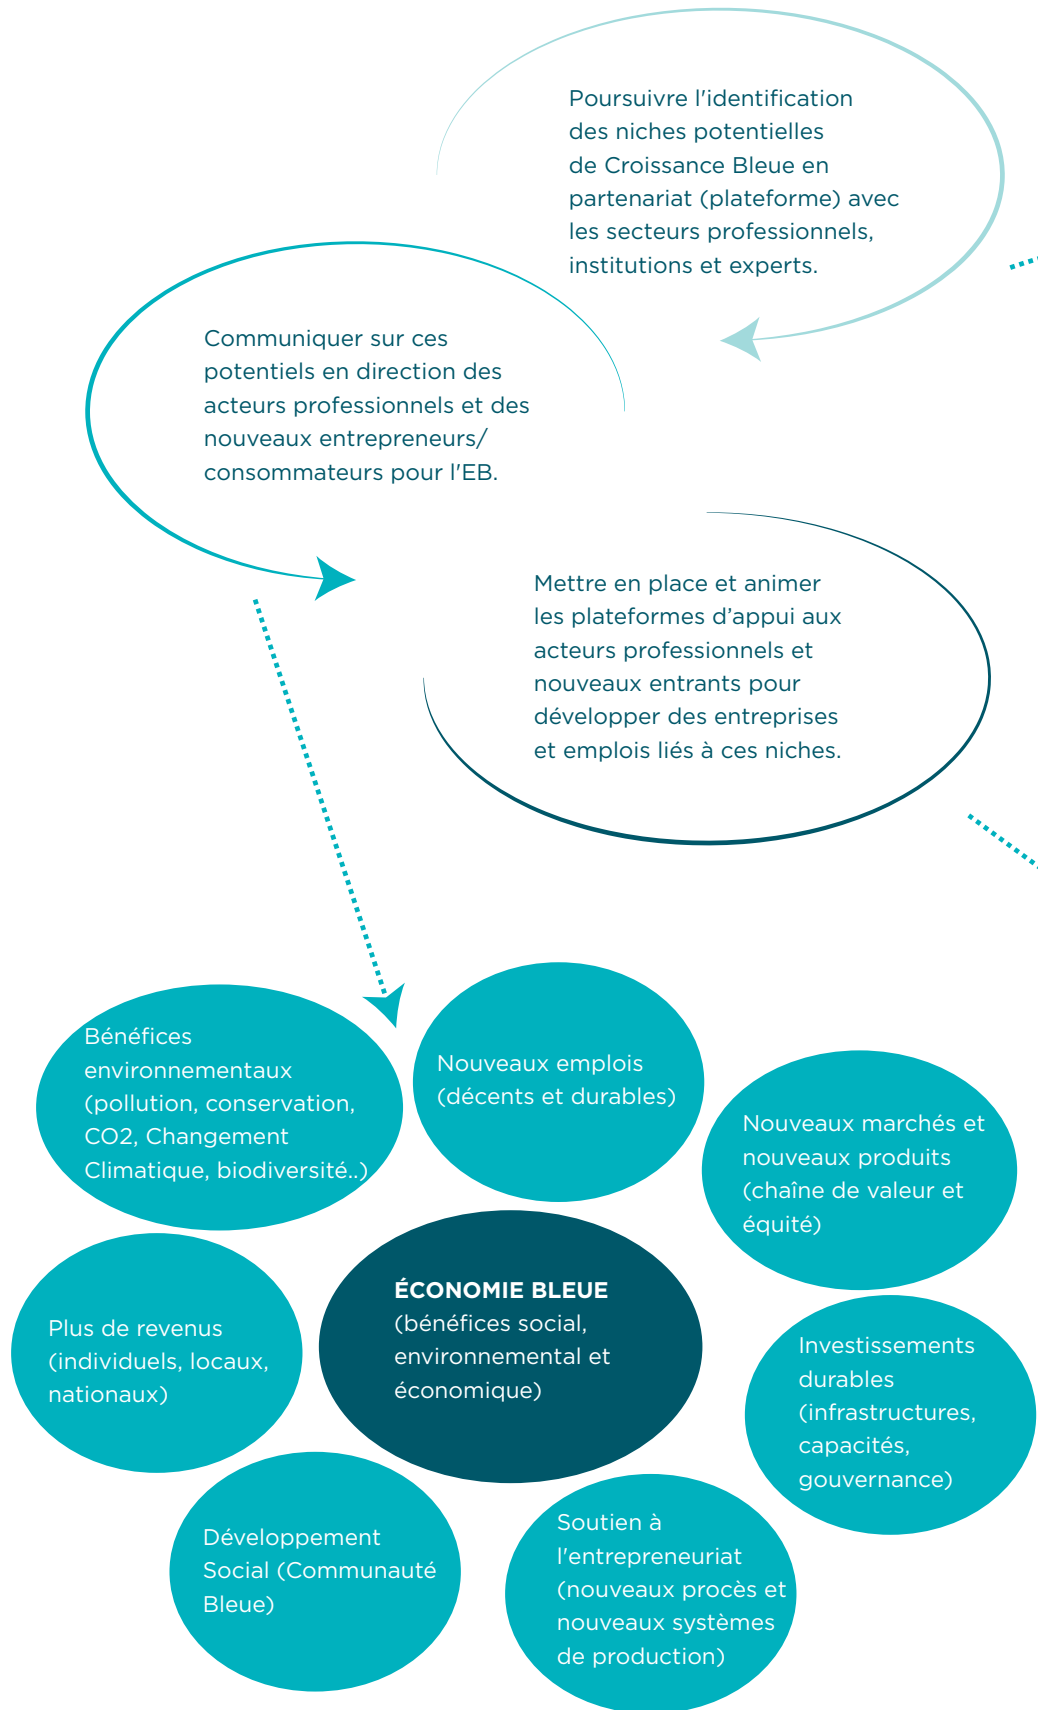 Poursuivre l'identification
des niches potentielles
de Croissance Bleue en
partenariat (plateforme) avec
les secteurs professionnels,
institutions et experts.
Communiquer sur ces
potentiels en direction des
acteurs professionnels et des
nouveaux entrepreneurs/
consommateurs pour l'EB.
Mettre en place et animer
les plateformes d’appui aux
acteurs professionnels et
nouveaux entrants pour
développer des entreprises
et emplois liés à ces niches.
Bénéfices
environnementaux
(pollution, conservation,
CO2, Changement
Climatique, biodiversité..)
Nouveaux emplois
(décents et durables)
Nouveaux marchés et
nouveaux produits
(chaîne de valeur et
équité)
ÉCONOMIE BLEUE
(bénéfices social,
environnemental et
économique)
Plus de revenus
(individuels, locaux,
nationaux)
Investissements
durables
(infrastructures,
capacités,
gouvernance)
Développement
Social (Communauté
Bleue)
Soutien à
l'entrepreneuriat
(nouveaux procès et
nouveaux systèmes
de production)